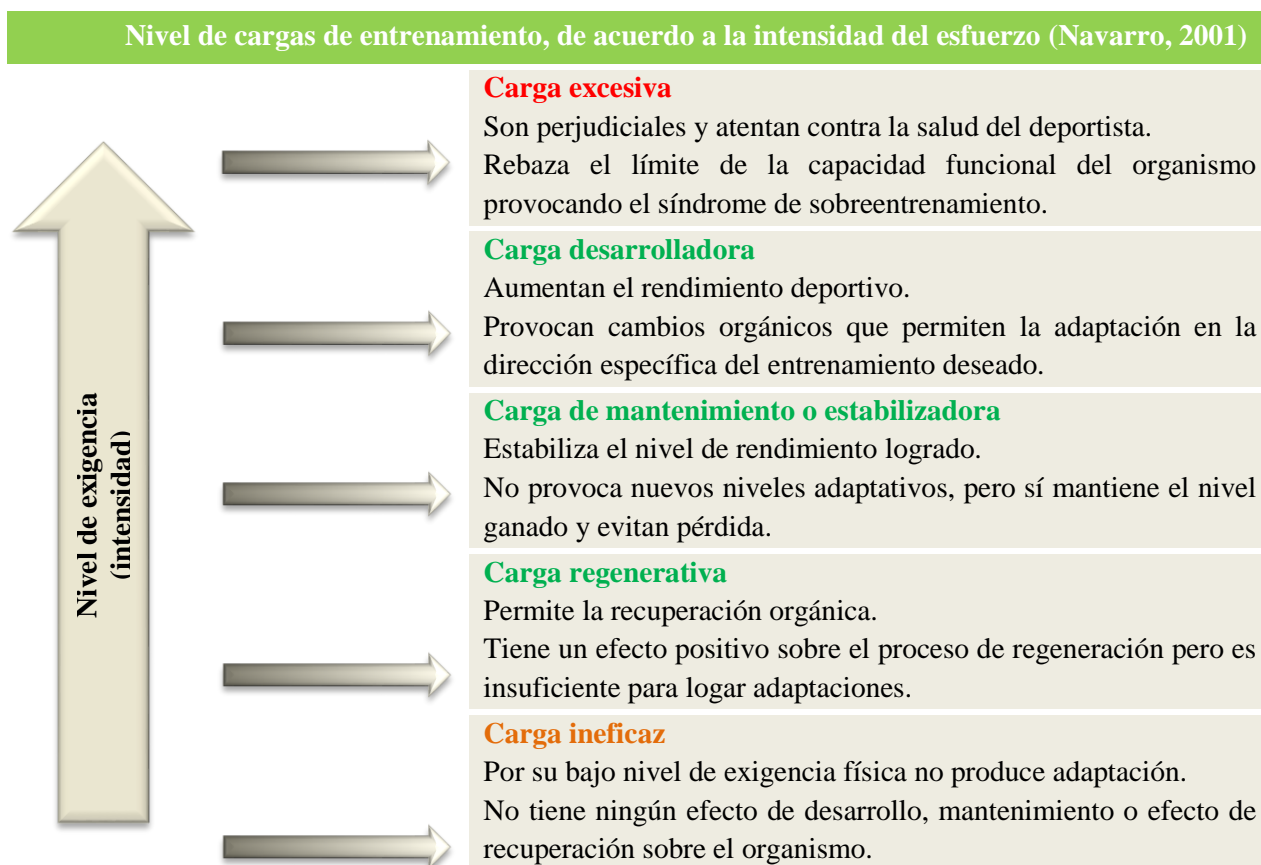 Nivel de cargas de entrenamiento, de acuerdo a la intensidad del esfuerzo (Navarro, 2001)
Nivel de exigencia
(intensidad)
Carga excesiva
Son perjudiciales y atentan contra la salud del deportista.
Rebaza el límite de la capacidad funcional del organismo
provocando el síndrome de sobreentrenamiento.
Carga desarrolladora
Aumentan el rendimiento deportivo.
Provocan cambios orgánicos que permiten la adaptación en la
dirección específica del entrenamiento deseado.
Carga de mantenimiento o estabilizadora
Estabiliza el nivel de rendimiento logrado.
No provoca nuevos niveles adaptativos, pero sí mantiene el nivel
ganado y evitan pérdida.
Carga regenerativa
Permite la recuperación orgánica.
Tiene un efecto positivo sobre el proceso de regeneración pero es
insuficiente para logar adaptaciones.
Carga ineficaz
Por su bajo nivel de exigencia física no produce adaptación.
No tiene ningún efecto de desarrollo, mantenimiento o efecto de
recuperación sobre el organismo.